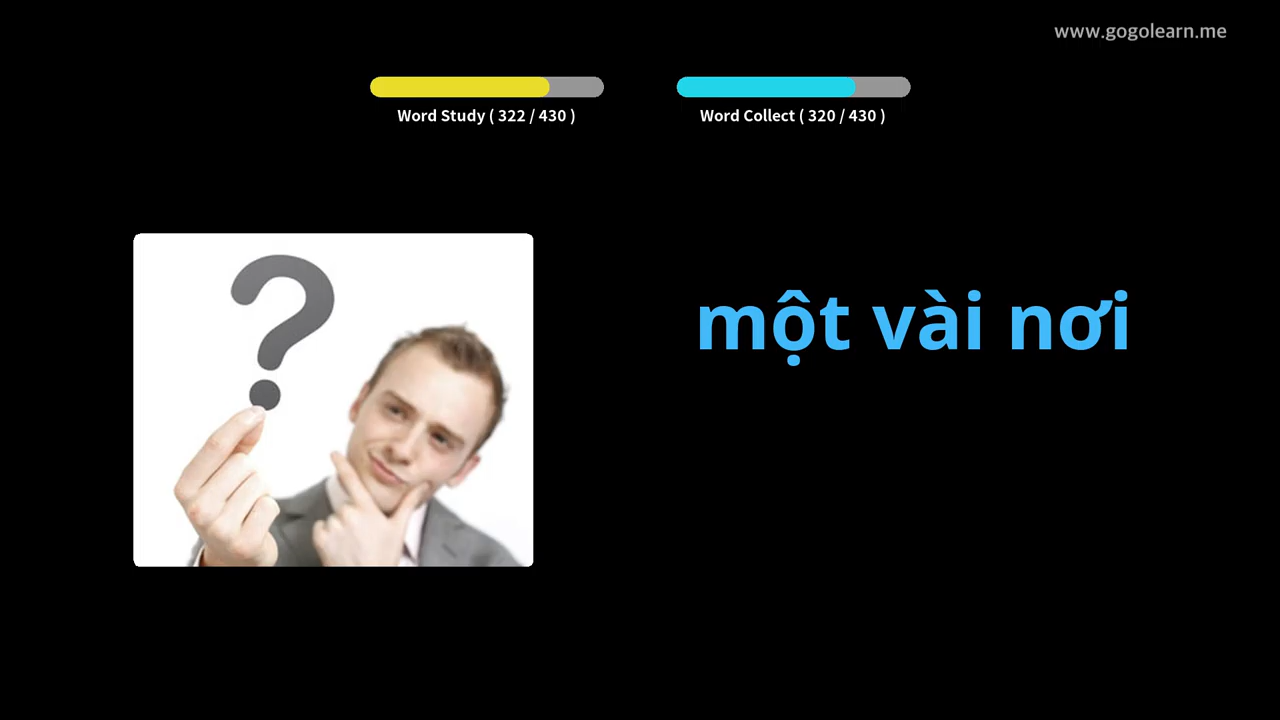 www.gogolearn.me
Word Study ( 322 / 430 )
Word Collect ( 320 / 430 )
?
một vài nơi